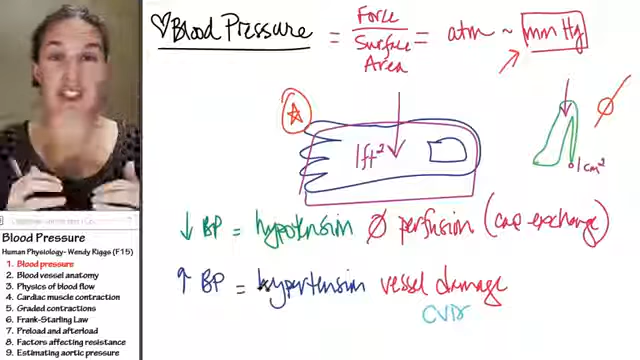 ♡Blood Pressure = Force / Surface Area = atm ~ mm Hg
1ft²
1cm²
↓ BP = hypotension Ø perfusion (cap exchange)
↑ BP = hypertension vessel damage
CVD
Blood Pressure
Human Physiology- Wendy Riggs (F15)
1. Blood pressure
2. Blood vessel anatomy
3. Physics of blood flow
4. Cardiac muscle contraction
5. Graded contractions
6. Frank-Starling Law
7. Preload and afterload
8. Factors affecting resistance
9. Estimating aortic pressure